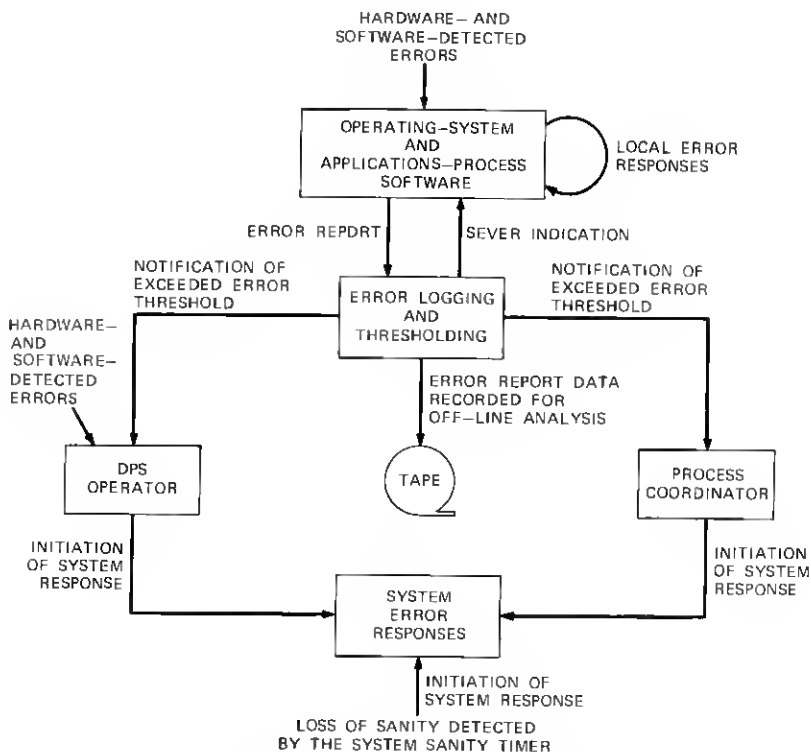 HARDWARE- AND
SOFTWARE-DETECTED
ERRORS
OPERATING-SYSTEM
AND
APPLICATIONS-PROCESS
SOFTWARE
LOCAL ERROR
RESPONSES
ERROR REPDRT
SEVER INDICATION
NOTIFICATION OF
EXCEEDED ERROR
THRESHOLD
ERROR LOGGING
AND
THRESHOLDING
NOTIFICATION OF
EXCEEDED ERROR
THRESHOLD
HARDWARE-
AND
SOFTWARE-
DETECTED
ERRORS
ERROR REPORT DATA
RECORDED FOR
OFF-LINE ANALYSIS
DPS
OPERATOR
TAPE
PROCESS
COORDINATOR
INITIATION
OF SYSTEM
RESPONSE
SYSTEM
ERROR
RESPONSES
INITIATION
OF SYSTEM
RESPONSE
INITIATION OF
SYSTEM RESPONSE
LOSS OF SANITY DETECTED
BY THE SYSTEM SANITY TIMER